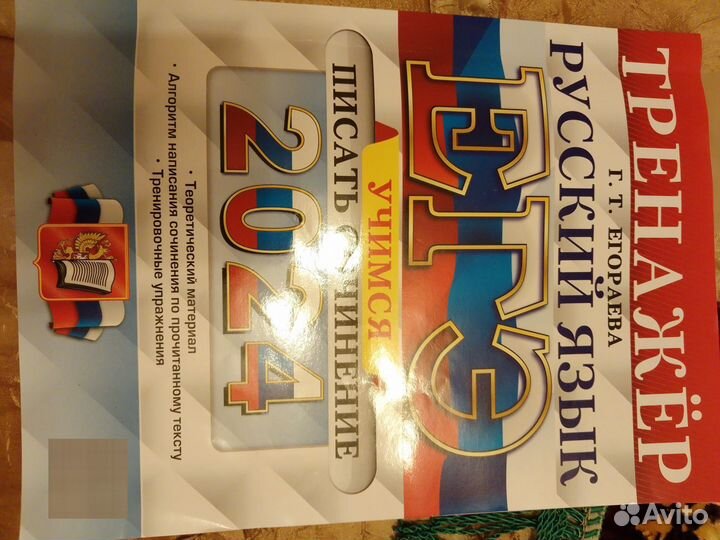 ТРЕНАЖЁР
Г. Т. ЕГОРАЕВА
РУССКИЙ ЯЗЫК
ЕГЭ
УЧИМСЯ
ПИСАТЬ СОЧИНЕНИЕ
2024
• Теоретический материал
• Алгоритм написания сочинения по прочитанному тексту
• Тренировочные упражнения
Avito